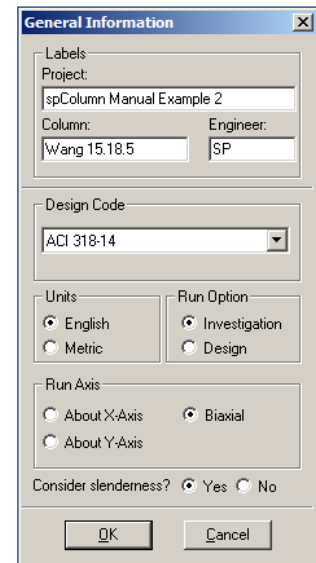 General Information
Labels
Project:
spColumn Manual Example 2
Column: Engineer:
Wang 15.18.5 SP
Design Code
ACI 318-14
Units Run Option
English Investigation
Metric Design
Run Axis
About X-Axis Biaxial
About Y-Axis
Consider slenderness? Yes No
OK Cancel